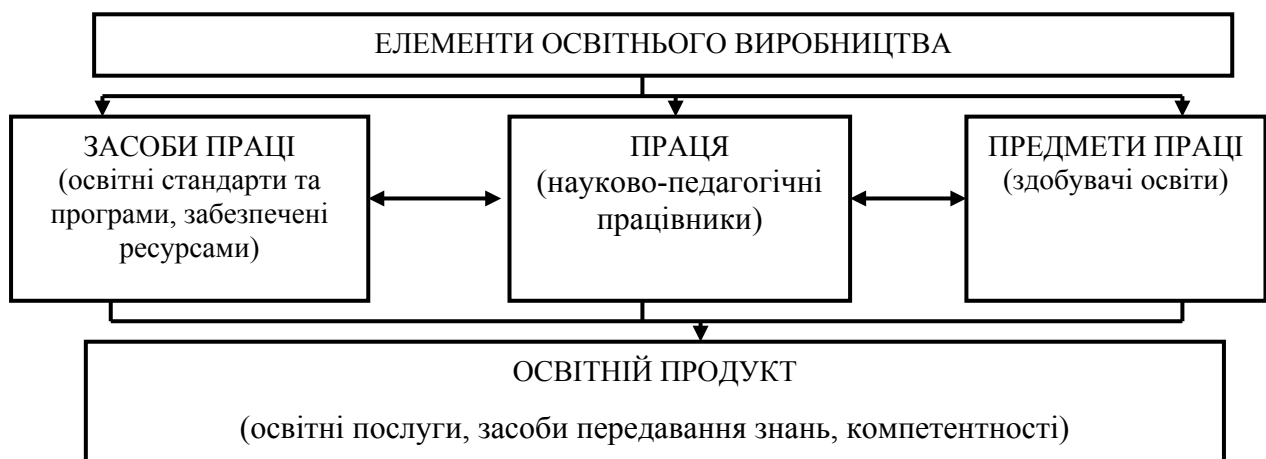 ЕЛЕМЕНТИ ОСВІТНЬОГО ВИРОБНИЦТВА
ЗАСОБИ ПРАЦІ
(освітні стандарти та
програми, забезпечені
ресурсами)
ПРАЦЯ
(науково-педагогічні
працівники)
ПРЕДМЕТИ ПРАЦІ
(здобувачі освіти)
ОСВІТНІЙ ПРОДУКТ
(освітні послуги, засоби передавання знань, компетентності)